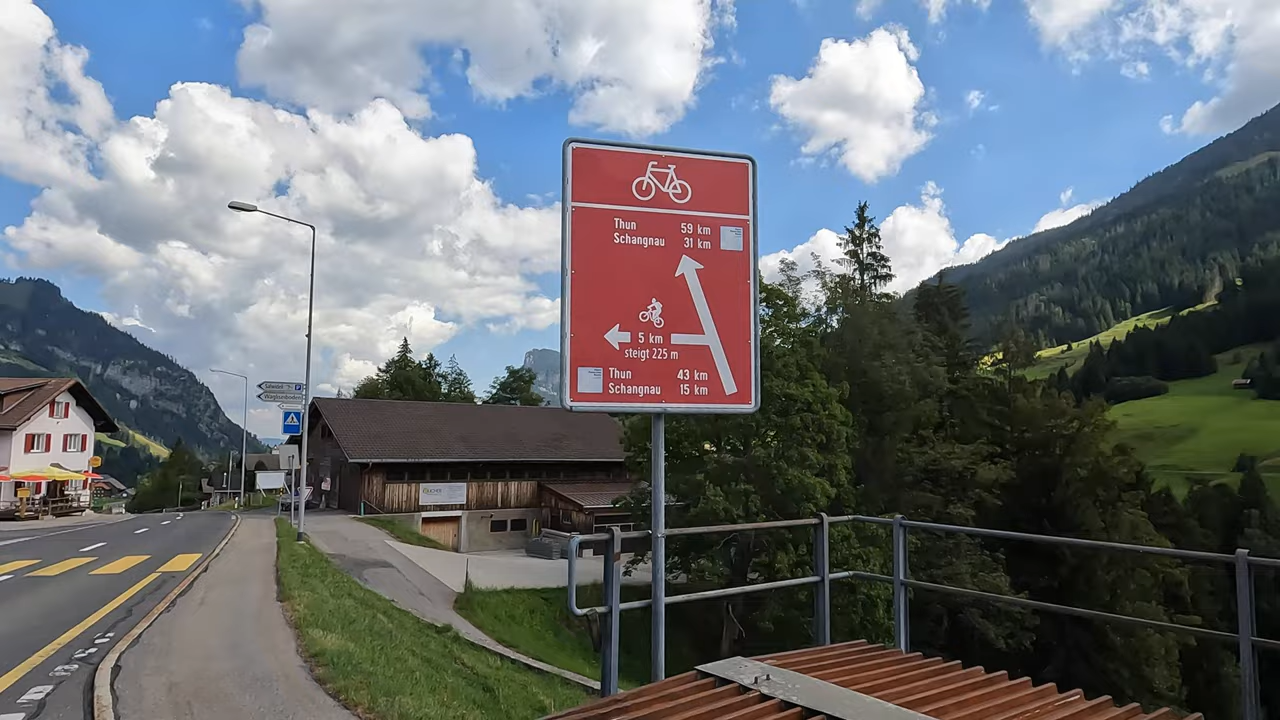 Thun 59 km
Schangnau 31 km
5 km
steigt 225 m
Thun 43 km
Schangnau 15 km
P